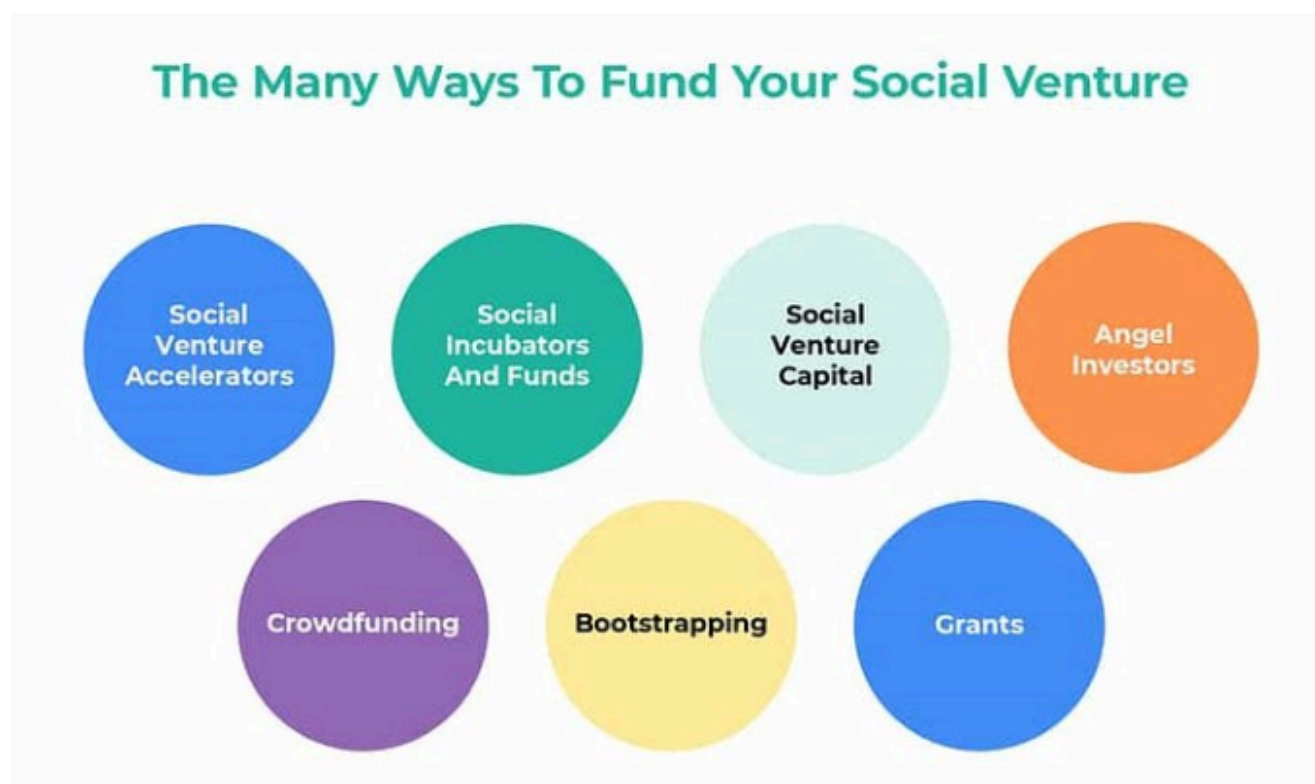 The Many Ways To Fund Your Social Venture
Social
Venture
Accelerators
Social
Incubators
And Funds
Social
Venture
Capital
Angel
Investors
Crowdfunding
Bootstrapping
Grants